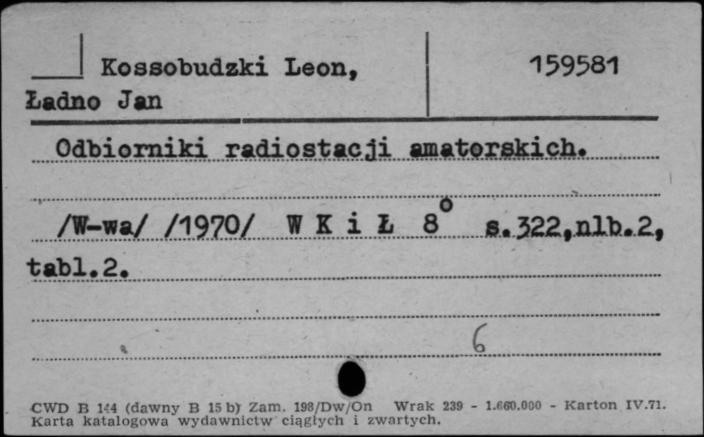 Kossobudzki Leon, 159581
Ładno Jan
Odbiorniki radiostacji amatorskich.
/W-wa/ /1970/ W K i Ł 8° s.322,nlb.2,
tabl.2.
6
CWD B 144 (dawny B 15 b) Zam. 198/Dw/On Wrak 239 - 1.660.000 - Karton IV.71.
Karta katalogowa wydawnictw ciągłych i zwartych.